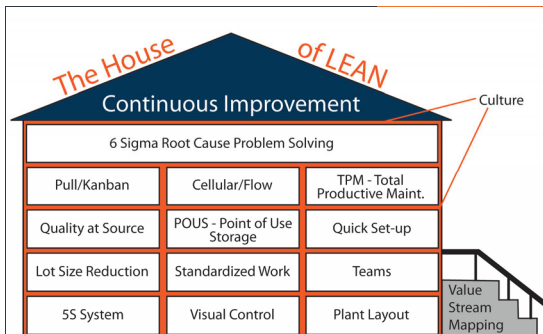 The House
of LEAN
Continuous Improvement
Culture
6 Sigma Root Cause Problem Solving
Pull/Kanban
Cellular/Flow
TPM - Total
Productive Maint.
Quality at Source
POUS - Point of Use
Storage
Quick Set-up
Lot Size Reduction
Standardized Work
Teams
5S System
Visual Control
Plant Layout
Value
Stream
Mapping